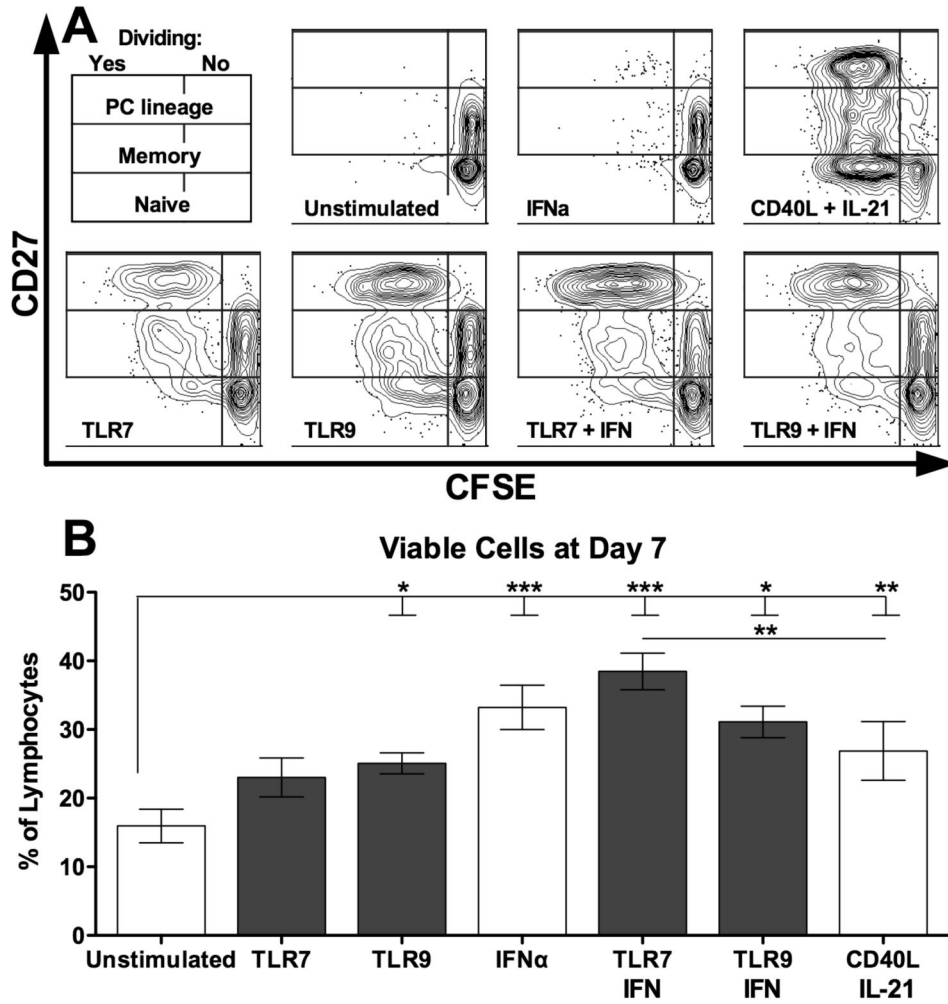 A
Dividing:
Yes No
PC lineage
Memory
Naive
Unstimulated
IFNa
CD40L + IL-21
TLR7
TLR9
TLR7 + IFN
TLR9 + IFN
CD27
CFSE
B
Viable Cells at Day 7
* *** *** * **
**
50
40
30
20
10
0
% of Lymphocytes
Unstimulated
TLR7
TLR9
IFNα
TLR7
IFN
TLR9
IFN
CD40L
IL-21